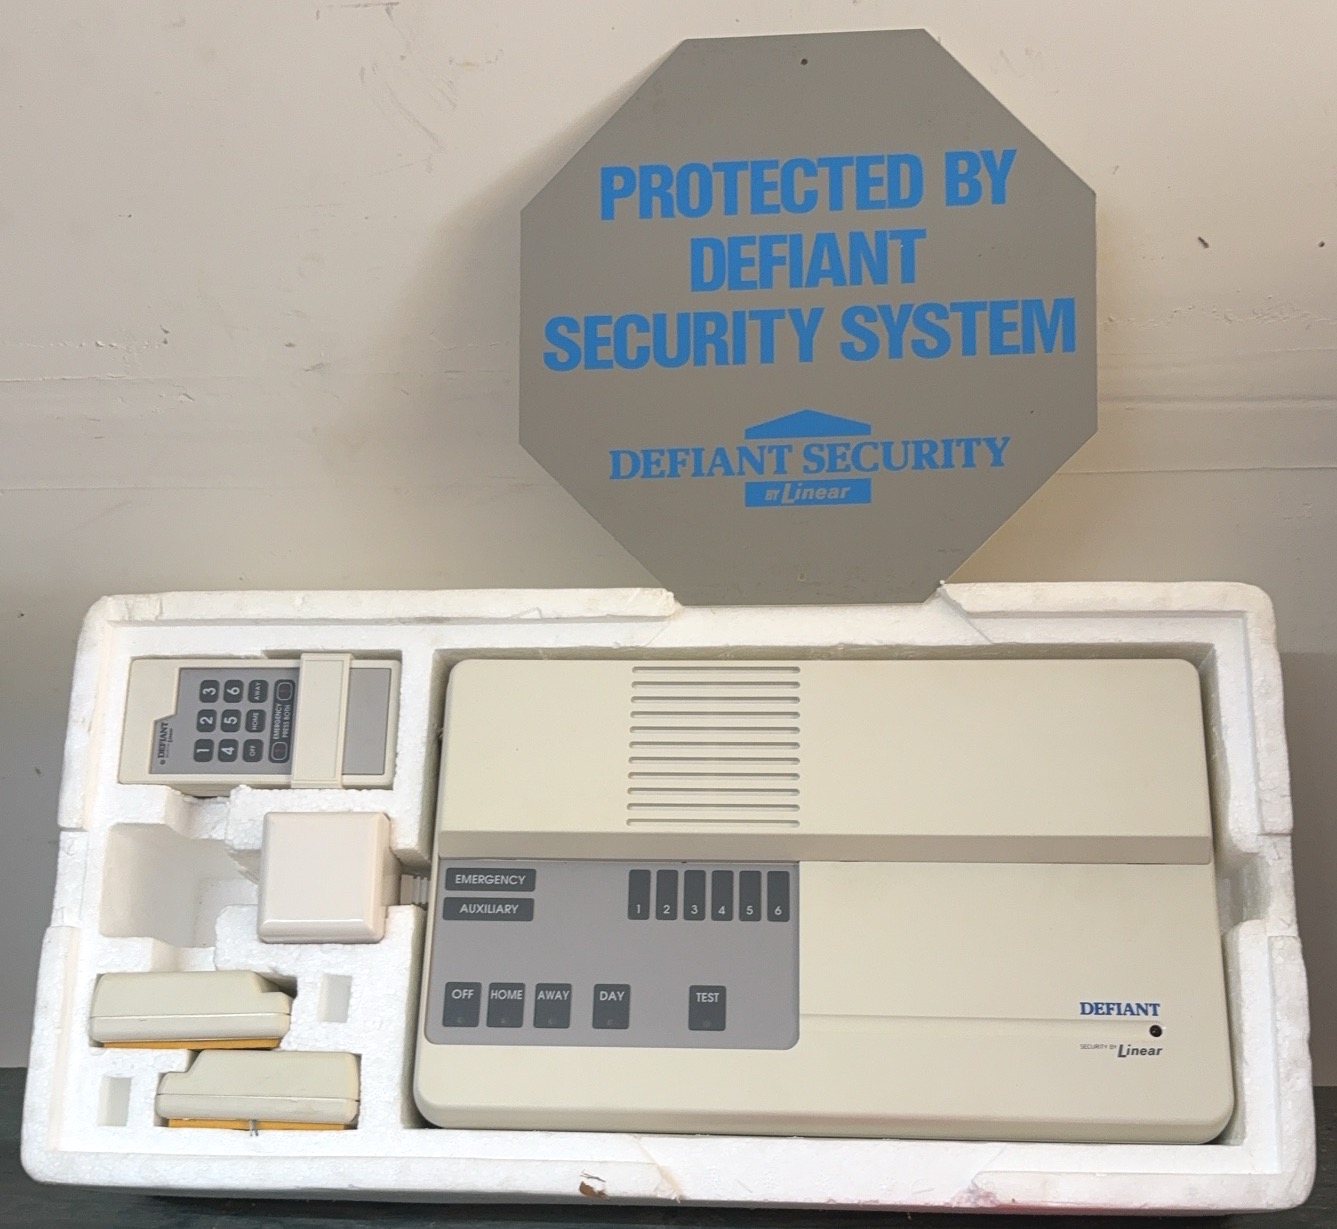 PROTECTED BY
DEFIANT
SECURITY SYSTEM
DEFIANT SECURITY
BY Linear
DEFIANT
1 2 3
4 5 6
OFF HOME AWAY
EMERGENCY
PRESS BOTH
EMERGENCY
AUXILIARY
1 2 3 4 5 6
OFF HOME AWAY DAY TEST
DEFIANT
SECURITY BY Linear